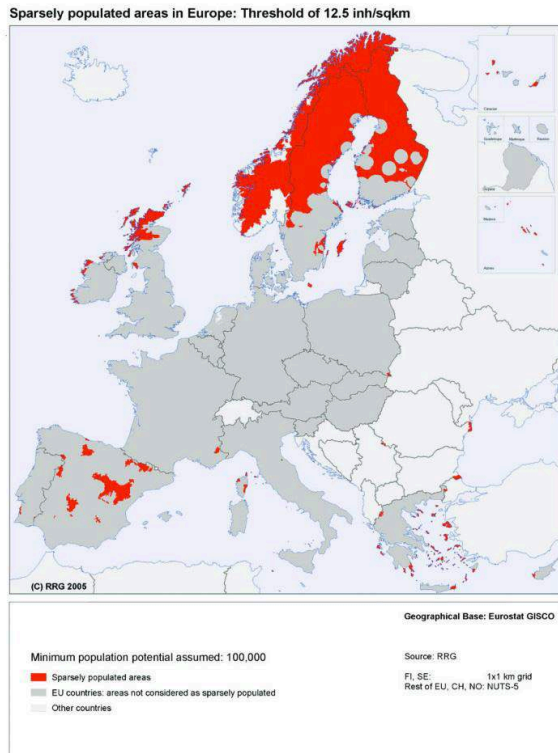 Sparsely populated areas in Europe: Threshold of 12.5 inh/sqkm
Canarias
Guadeloupe
Martinique
Réunion
Guyane
Madeira
Açores
(C) RRG 2005
Geographical Base: Eurostat GISCO
Minimum population potential assumed: 100,000
Source: RRG
Sparsely populated areas
EU countries: areas not considered as sparsely populated
Other countries
FI, SE: 1x1 km grid
Rest of EU, CH, NO: NUTS-5